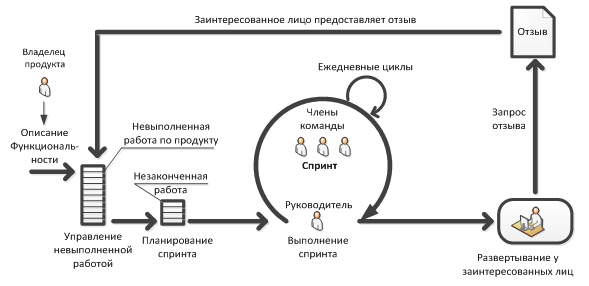 Заинтересованное лицо предоставляет отзыв
Отзыв
Владелец
продукта
Ежедневные циклы
Описание
Функциональ-
ности
Невыполненная
работа по продукту
Члены
команды
Запрос
отзыва
Спринт
Незаконченная
работа
Руководитель
Управление
невыполненной
работой
Планирование
спринта
Выполнение
спринта
Развертывание у
заинтересованных лиц